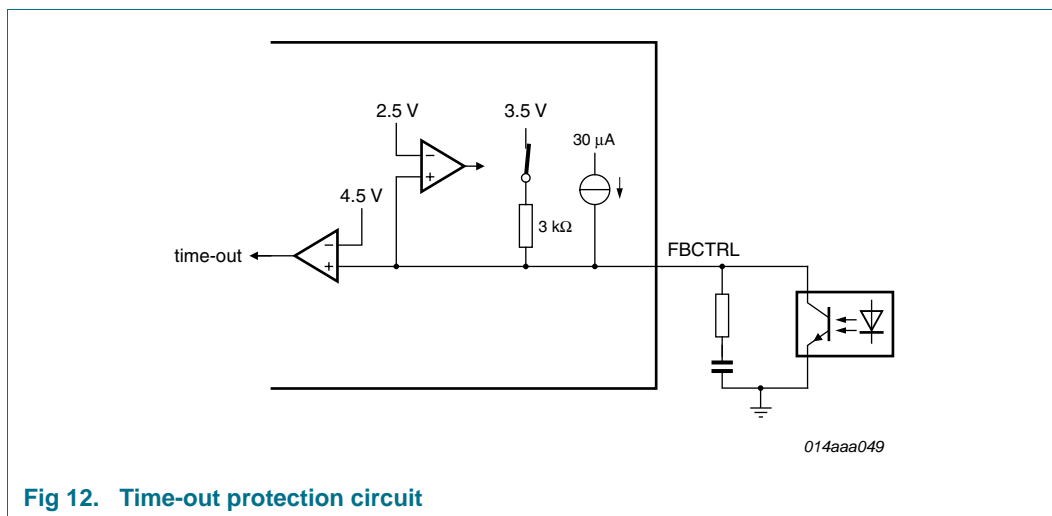 2.5 V
3.5 V
30 μA
4.5 V
3 kΩ
time-out
FBCTRL
014aaa049
Fig 12. Time-out protection circuit